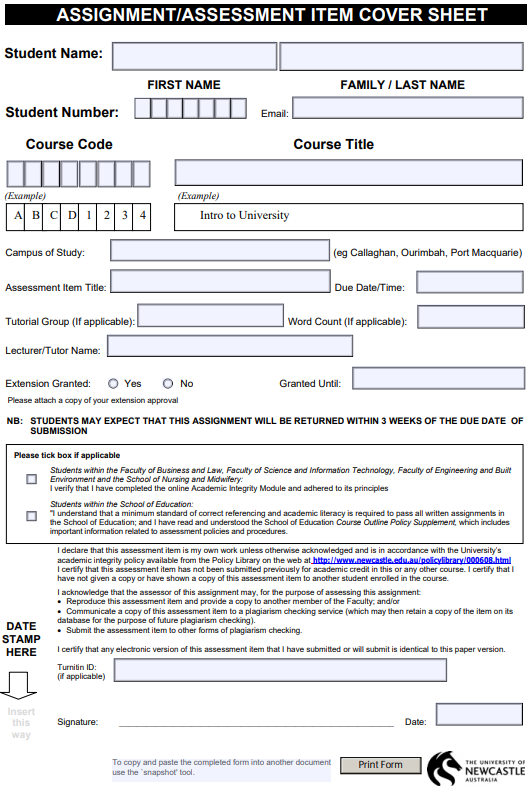 ASSIGNMENT/ASSESSMENT ITEM COVER SHEET
Student Name:
FIRST NAME FAMILY / LAST NAME
Student Number: Email:
Course Code Course Title
(Example) (Example)
A B C D 1 2 3 4 Intro to University
Campus of Study: (eg Callaghan, Ourimbah, Port Macquarie)
Assessment Item Title: Due Date/Time:
Tutorial Group (If applicable): Word Count (If applicable):
Lecturer/Tutor Name:
Extension Granted: Yes No Granted Until:
Please attach a copy of your extension approval
NB: STUDENTS MAY EXPECT THAT THIS ASSIGNMENT WILL BE RETURNED WITHIN 3 WEEKS OF THE DUE DATE OF
SUBMISSION
Please tick box if applicable
Students within the Faculty of Business and Law, Faculty of Science and Information Technology, Faculty of Engineering and Built
Environment and the School of Nursing and Midwifery:
I verify that I have completed the online Academic Integrity Module and adhered to its principles
Students within the School of Education:
"I understand that a minimum standard of correct referencing and academic literacy is required to pass all written assignments in
the School of Education; and I have read and understood the School of Education Course Outline Policy Supplement, which includes
important information related to assessment policies and procedures.
I declare that this assessment item is my own work unless otherwise acknowledged and is in accordance with the University's
academic integrity policy available from the Policy Library on the web at http://www.newcastle.edu.au/policylibrary/000608.html
I certify that this assessment item has not been submitted previously for academic credit in this or any other course. I certify that I
have not given a copy or have shown a copy of this assessment item to another student enrolled in the course.
I acknowledge that the assessor of this assignment may, for the purpose of assessing this assignment:
• Reproduce this assessment item and provide a copy to another member of the Faculty; and/or
• Communicate a copy of this assessment item to a plagiarism checking service (which may then retain a copy of the item on its
database for the purpose of future plagiarism checking).
• Submit the assessment item to other forms of plagiarism checking.
I certify that any electronic version of this assessment item that I have submitted or will submit is identical to this paper version.
DATE
STAMP
HERE
Insert
this
way
Turnitin ID:
(if applicable)
Signature: Date:
To copy and paste the completed form into another document
use the `snapshot' tool.
Print Form
THE UNIVERSITY OF
NEWCASTLE
AUSTRALIA